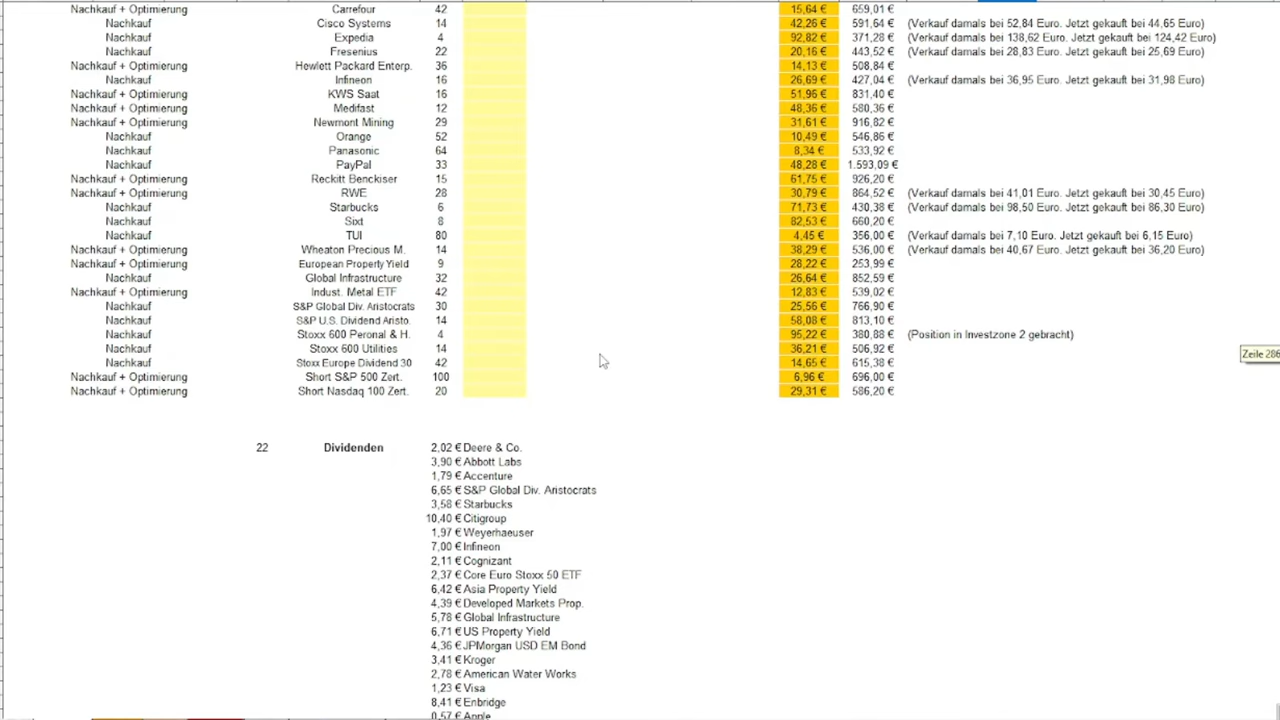 Nachkauf + Optimierung Carrefour 42 15,64 € 659,01 €
Nachkauf Cisco Systems 14 42,26 € 591,64 € (Verkauf damals bei 52,84 Euro. Jetzt gekauft bei 44,65 Euro)
Nachkauf Expedia 4 92,82 € 371,28 € (Verkauf damals bei 138,62 Euro. Jetzt gekauft bei 124,42 Euro)
Nachkauf Fresenius 22 20,16 € 443,52 € (Verkauf damals bei 28,83 Euro. Jetzt gekauft bei 25,69 Euro)
Nachkauf + Optimierung Hewlett Packard Enterp. 36 14,13 € 508,84 €
Nachkauf Infineon 16 26,69 € 427,04 € (Verkauf damals bei 36,95 Euro. Jetzt gekauft bei 31,98 Euro)
Nachkauf + Optimierung KWS Saat 16 51,96 € 831,40 €
Nachkauf + Optimierung Medifast 12 48,36 € 580,36 €
Nachkauf + Optimierung Newmont Mining 29 31,61 € 916,82 €
Nachkauf Orange 52 10,49 € 546,86 €
Nachkauf Panasonic 64 8,34 € 533,92 €
Nachkauf PayPal 33 48,28 € 1.593,09 €
Nachkauf + Optimierung Reckitt Benckiser 15 61,75 € 926,20 €
Nachkauf + Optimierung RWE 28 30,79 € 864,52 € (Verkauf damals bei 41,01 Euro. Jetzt gekauft bei 30,45 Euro)
Nachkauf Starbucks 6 71,73 € 430,38 € (Verkauf damals bei 98,50 Euro. Jetzt gekauft bei 86,30 Euro)
Nachkauf Sixt 8 82,53 € 660,20 €
Nachkauf TUI 80 4,45 € 356,00 € (Verkauf damals bei 7,10 Euro. Jetzt gekauft bei 6,15 Euro)
Nachkauf + Optimierung Wheaton Precious M. 14 38,29 € 536,00 € (Verkauf damals bei 40,67 Euro. Jetzt gekauft bei 36,20 Euro)
Nachkauf + Optimierung European Property Yield 9 28,22 € 253,99 €
Nachkauf Global Infrastructure 32 26,64 € 852,59 €
Nachkauf + Optimierung Indust. Metal ETF 42 12,83 € 539,02 €
Nachkauf S&P Global Div. Aristocrats 30 25,56 € 766,90 €
Nachkauf S&P U.S. Dividend Aristo. 14 58,08 € 813,10 €
Nachkauf Stoxx 600 Peronal & H. 4 95,22 € 380,88 € (Position in Investzone 2 gebracht)
Nachkauf Stoxx 600 Utilities 14 36,21 € 506,92 €
Nachkauf Stoxx Europe Dividend 30 42 14,65 € 615,38 €
Nachkauf + Optimierung Short S&P 500 Zert. 100 6,96 € 696,00 €
Nachkauf + Optimierung Short Nasdaq 100 Zert. 20 29,31 € 586,20 €
Zeile 286
22 Dividenden 2,02 € Deere & Co.
3,90 € Abbott Labs
1,79 € Accenture
6,65 € S&P Global Div. Aristocrats
3,58 € Starbucks
10,40 € Citigroup
1,97 € Weyerhaeuser
7,00 € Infineon
2,11 € Cognizant
2,37 € Core Euro Stoxx 50 ETF
6,42 € Asia Property Yield
4,39 € Developed Markets Prop.
5,78 € Global Infrastructure
6,71 € US Property Yield
4,36 € JPMorgan USD EM Bond
3,41 € Kroger
2,78 € American Water Works
1,23 € Visa
8,41 € Enbridge
0,57 € Apple